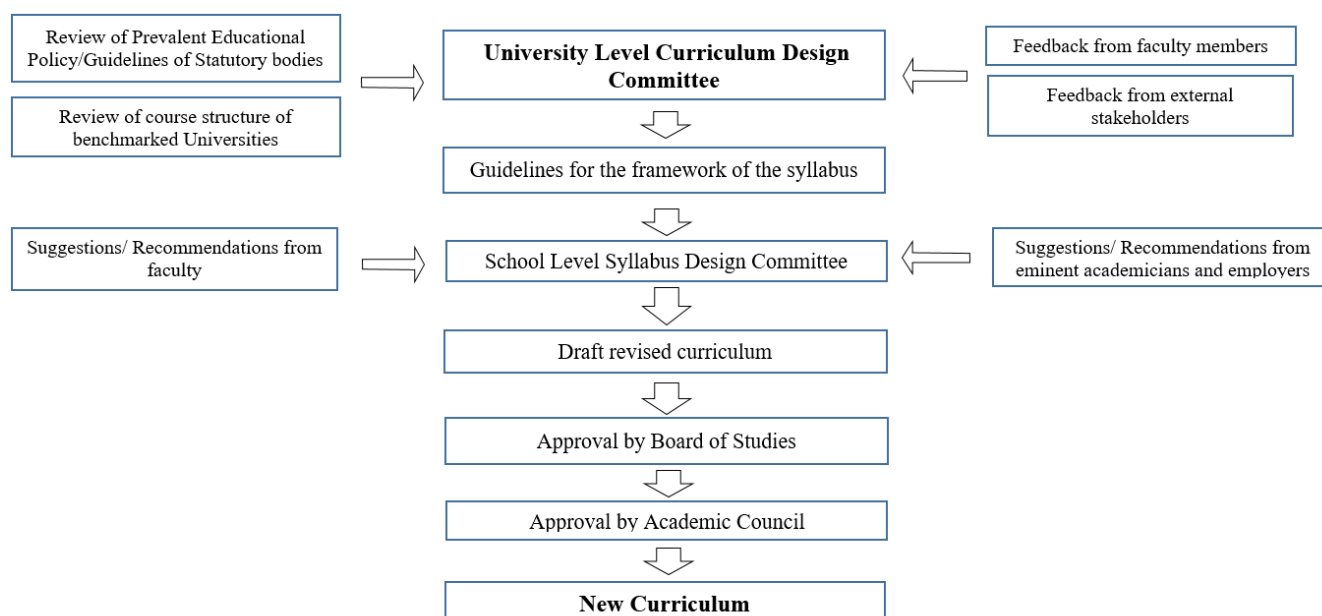 Review of Prevalent Educational
Policy/Guidelines of Statutory bodies
Review of course structure of
benchmarked Universities
University Level Curriculum Design
Committee
Feedback from faculty members
Feedback from external
stakeholders
Guidelines for the framework of the syllabus
Suggestions/ Recommendations from
faculty
School Level Syllabus Design Committee
Suggestions/ Recommendations from
eminent academicians and employers
Draft revised curriculum
Approval by Board of Studies
Approval by Academic Council
New Curriculum